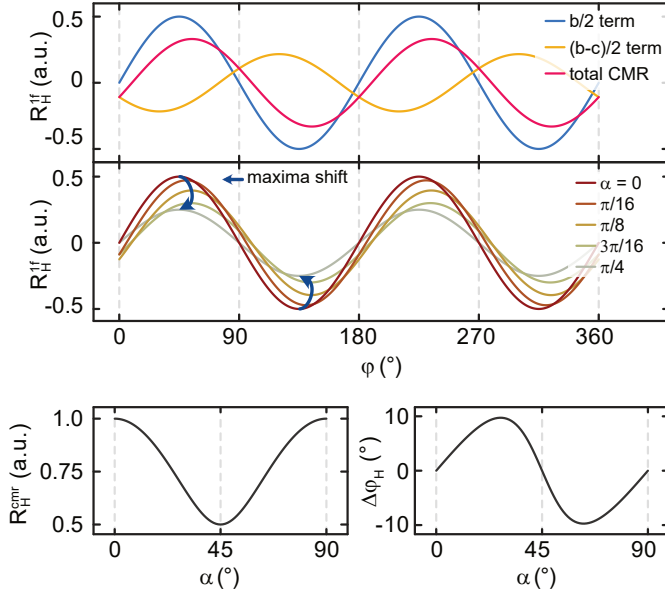 R_H^1f (a.u.)
0.5
0
-0.5
b/2 term
(b-c)/2 term
total CMR
R_H^1f (a.u.)
0.5
0
-0.5
maxima shift
α = 0
π/16
π/8
3π/16
π/4
0 90 180 270 360
φ (°)
R_H^cmr (a.u.)
1.0
0.75
0.5
0 45 90
α (°)
Δφ_H (°)
10
0
-10
0 45 90
α (°)